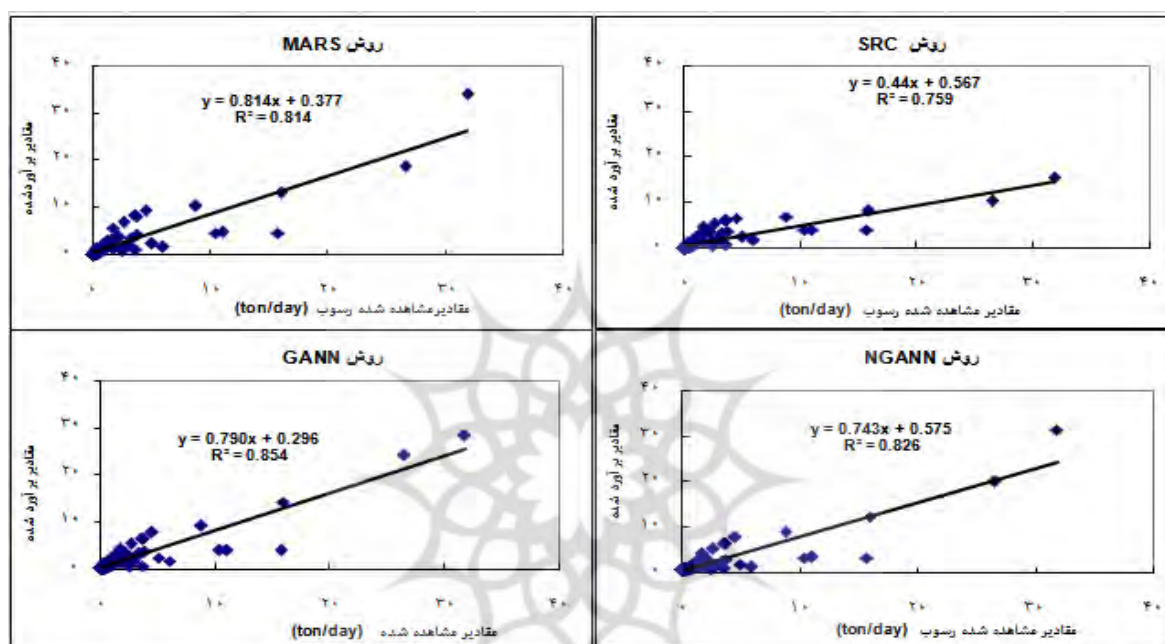 روش MARS
۴۰
۳۰
۲۰
۱۰
۰
y = 0.814x + 0.377
R² = 0.814
مقادیر برآورد شده
۰ ۱۰ ۲۰ ۳۰ ۴۰
مقادیر مشاهده شده رسوب (ton/day)
روش SRC
۴۰
۳۰
۲۰
۱۰
۰
y = 0.44x + 0.567
R² = 0.759
مقادیر برآورد شده
۰ ۱۰ ۲۰ ۳۰ ۴۰
مقادیر مشاهده شده رسوب (ton/day)
روش GANN
۴۰
۳۰
۲۰
۱۰
۰
y = 0.790x + 0.296
R² = 0.854
مقادیر برآورد شده
۰ ۱۰ ۲۰ ۳۰ ۴۰
مقادیر مشاهده شده (ton/day)
روش NGANN
۴۰
۳۰
۲۰
۱۰
۰
y = 0.743x + 0.575
R² = 0.826
مقادیر برآورد شده
۰ ۱۰ ۲۰ ۳۰ ۴۰
مقادیر مشاهده شده رسوب (ton/day)